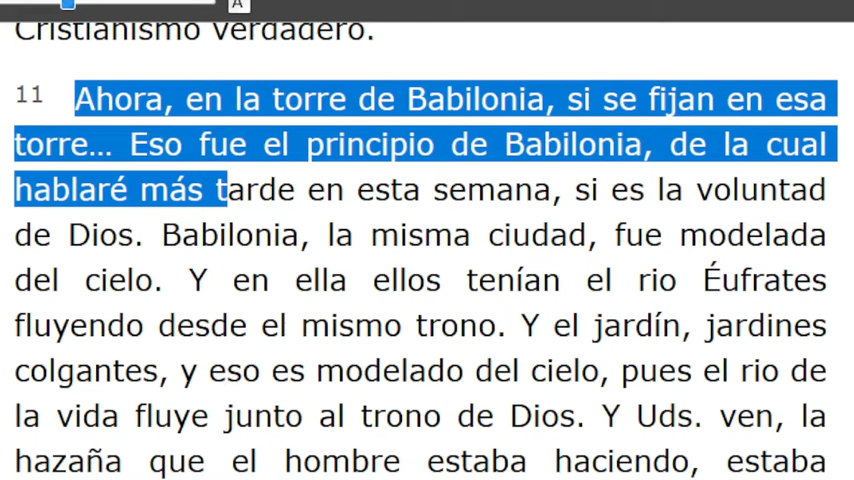 A
Cristianismo verdadero.
11 Ahora, en la torre de Babilonia, si se fijan en esa
torre... Eso fue el principio de Babilonia, de la cual
hablaré más tarde en esta semana, si es la voluntad
de Dios. Babilonia, la misma ciudad, fue modelada
del cielo. Y en ella ellos tenían el rio Éufrates
fluyendo desde el mismo trono. Y el jardín, jardines
colgantes, y eso es modelado del cielo, pues el rio de
la vida fluye junto al trono de Dios. Y Uds. ven, la
hazaña que el hombre estaba haciendo, estaba